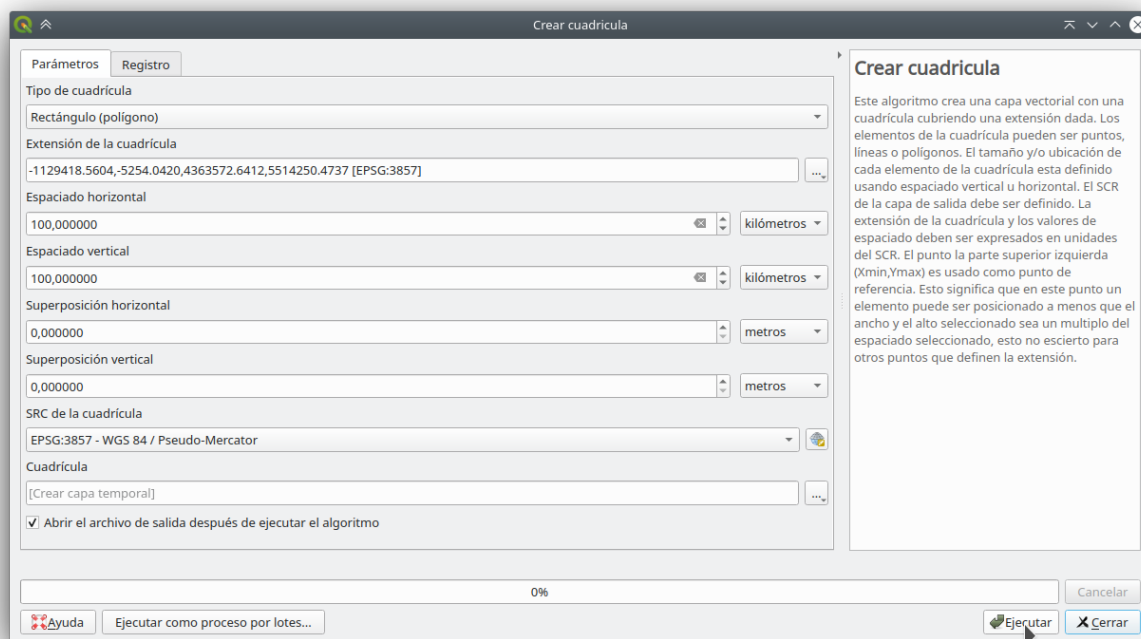 Crear cuadricula
Parámetros
Registro
Tipo de cuadrícula
Rectángulo (polígono)
Extensión de la cuadrícula
-1129418.5604,-5254.0420,4363572.6412,5514250.4737 [EPSG:3857]
...
Espaciado horizontal
100,000000
kilómetros
Espaciado vertical
100,000000
kilómetros
Superposición horizontal
0,000000
metros
Superposición vertical
0,000000
metros
SRC de la cuadrícula
EPSG:3857 - WGS 84 / Pseudo-Mercator
Cuadrícula
[Crear capa temporal]
...
Abrir el archivo de salida después de ejecutar el algoritmo
Crear cuadricula
Este algoritmo crea una capa vectorial con una
cuadrícula cubriendo una extensión dada. Los
elementos de la cuadrícula pueden ser puntos,
líneas o polígonos. El tamaño y/o ubicación de
cada elemento de la cuadrícula esta definido
usando espaciado vertical u horizontal. El SCR
de la capa de salida debe ser definido. La
extensión de la cuadrícula y los valores de
espaciado deben ser expresados en unidades
del SCR. El punto la parte superior izquierda
(Xmin,Ymax) es usado como punto de
referencia. Esto significa que en este punto un
elemento puede ser posicionado a menos que el
ancho y el alto seleccionado sea un multiplo del
espaciado seleccionado, esto no escierto para
otros puntos que definen la extensión.
0%
Cancelar
Ayuda
Ejecutar como proceso por lotes...
Ejecutar
Cerrar